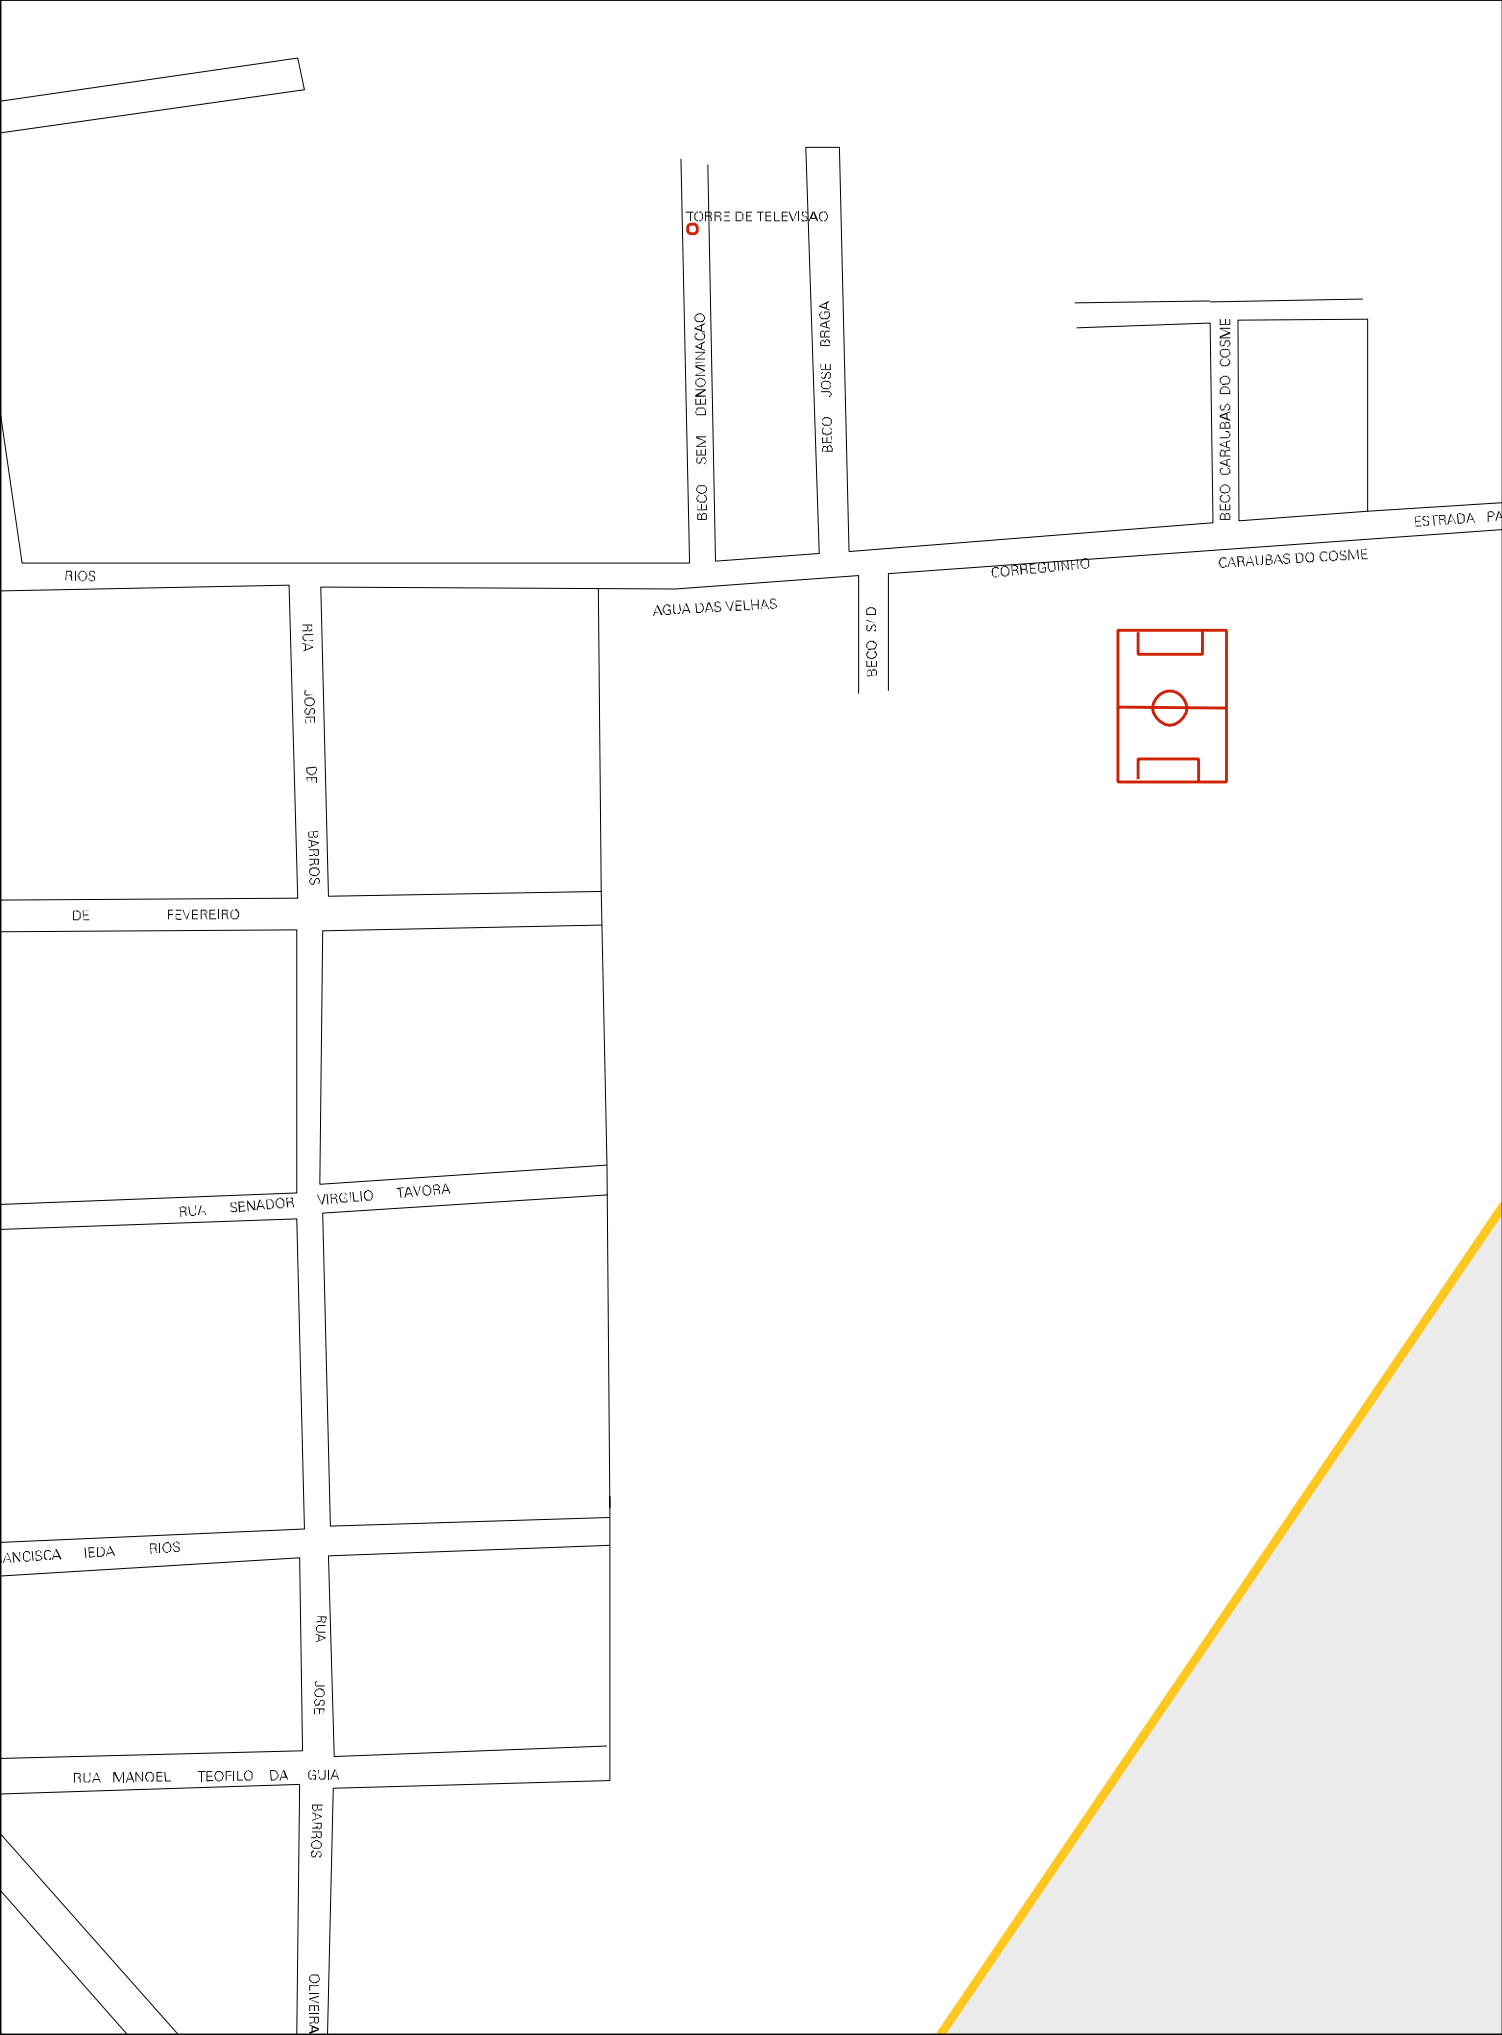 TORRE DE TELEVISAO
BECO SEM DENOMINACAO
BECO JOSE BRAGA
BECO CARAUBAS DO COSME
ESTRADA PA
RIOS
CORREGUINHO
CARAUBAS DO COSME
AGUA DAS VELHAS
BECO S/D
RUA JOSE DE BARROS
DE FEVEREIRO
RUA SENADOR VIRGILIO TAVORA
ANCISCA IEDA RIOS
RUA JOSE BARROS OLIVEIRA
RUA MANOEL TEOFILO DA GUIA